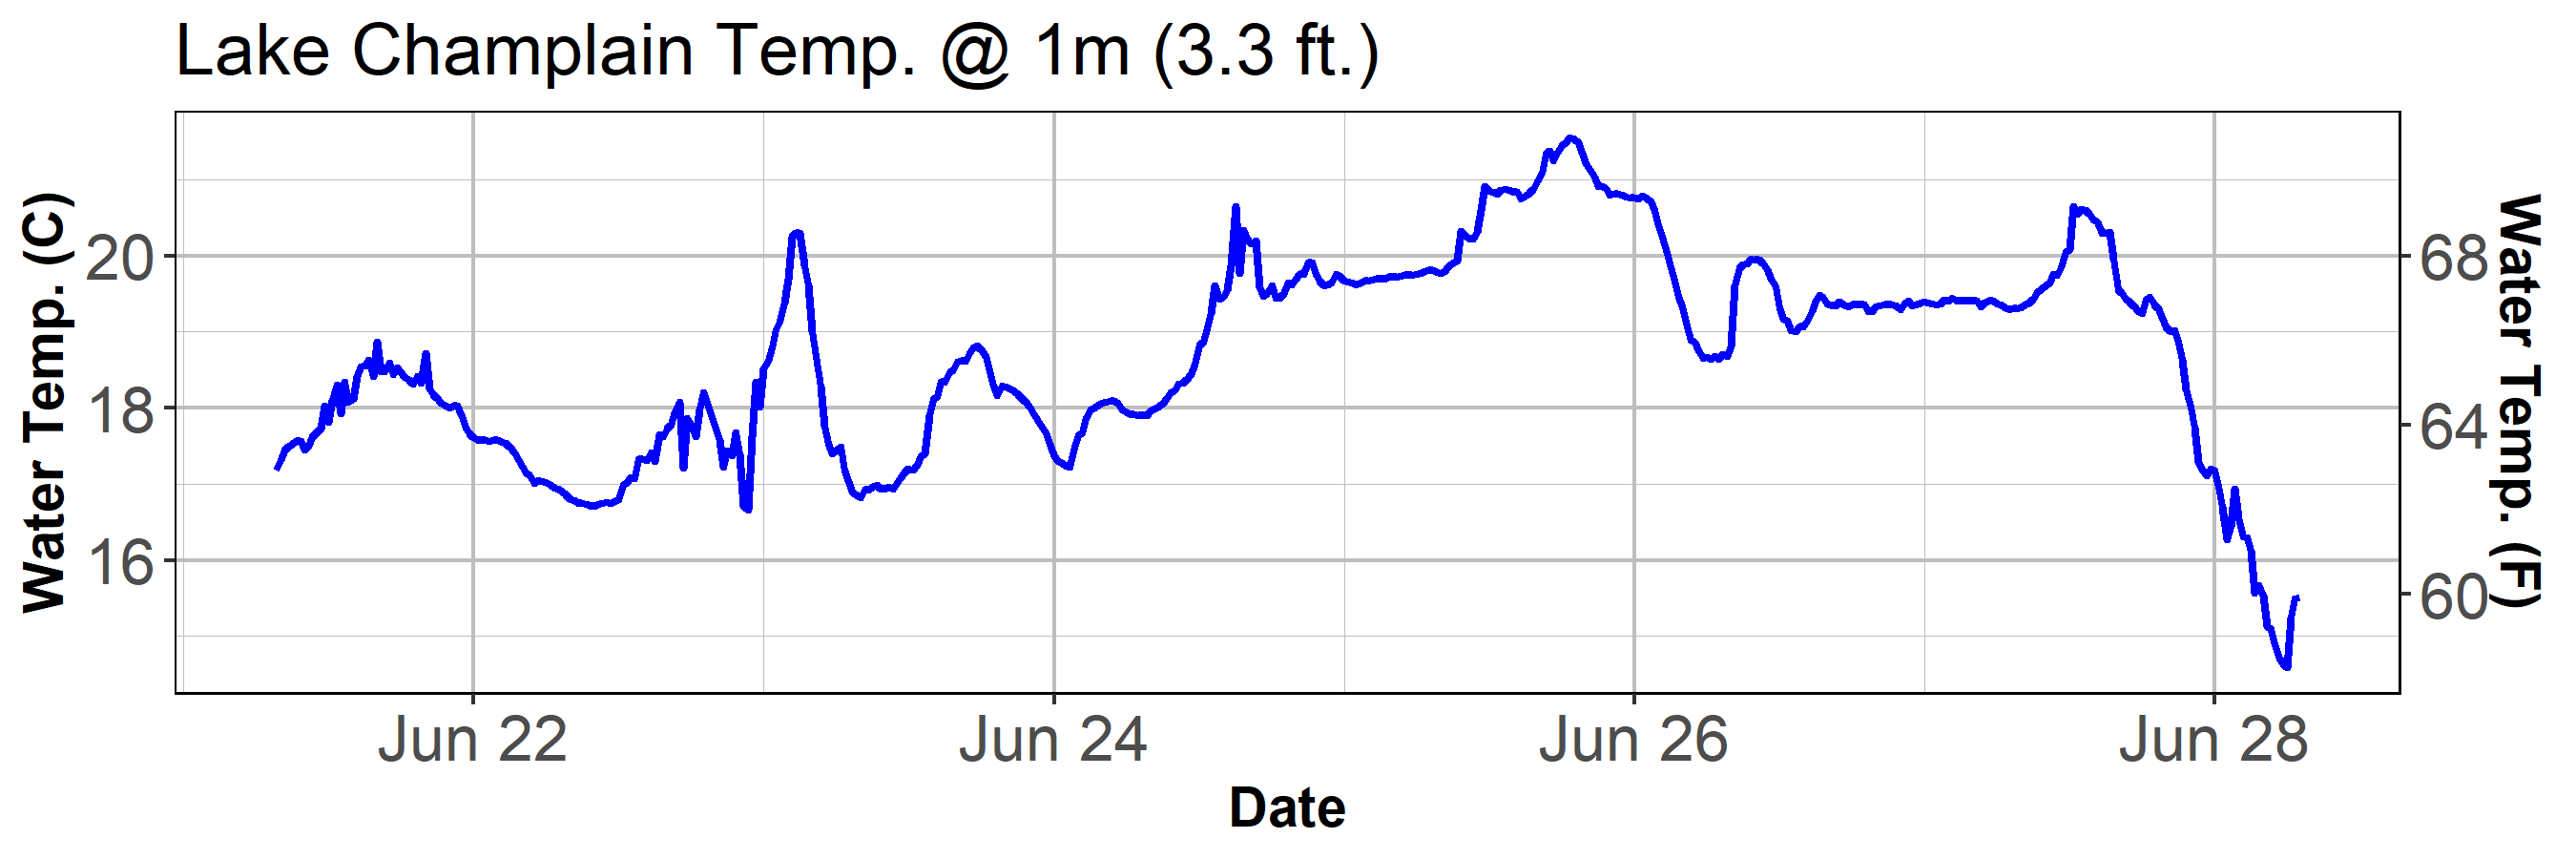 Lake Champlain Temp. @ 1m (3.3 ft.)
Water Temp. (C)
20
18
16
68
64
60
Water Temp. (F)
Jun 22
Jun 24
Jun 26
Jun 28
Date